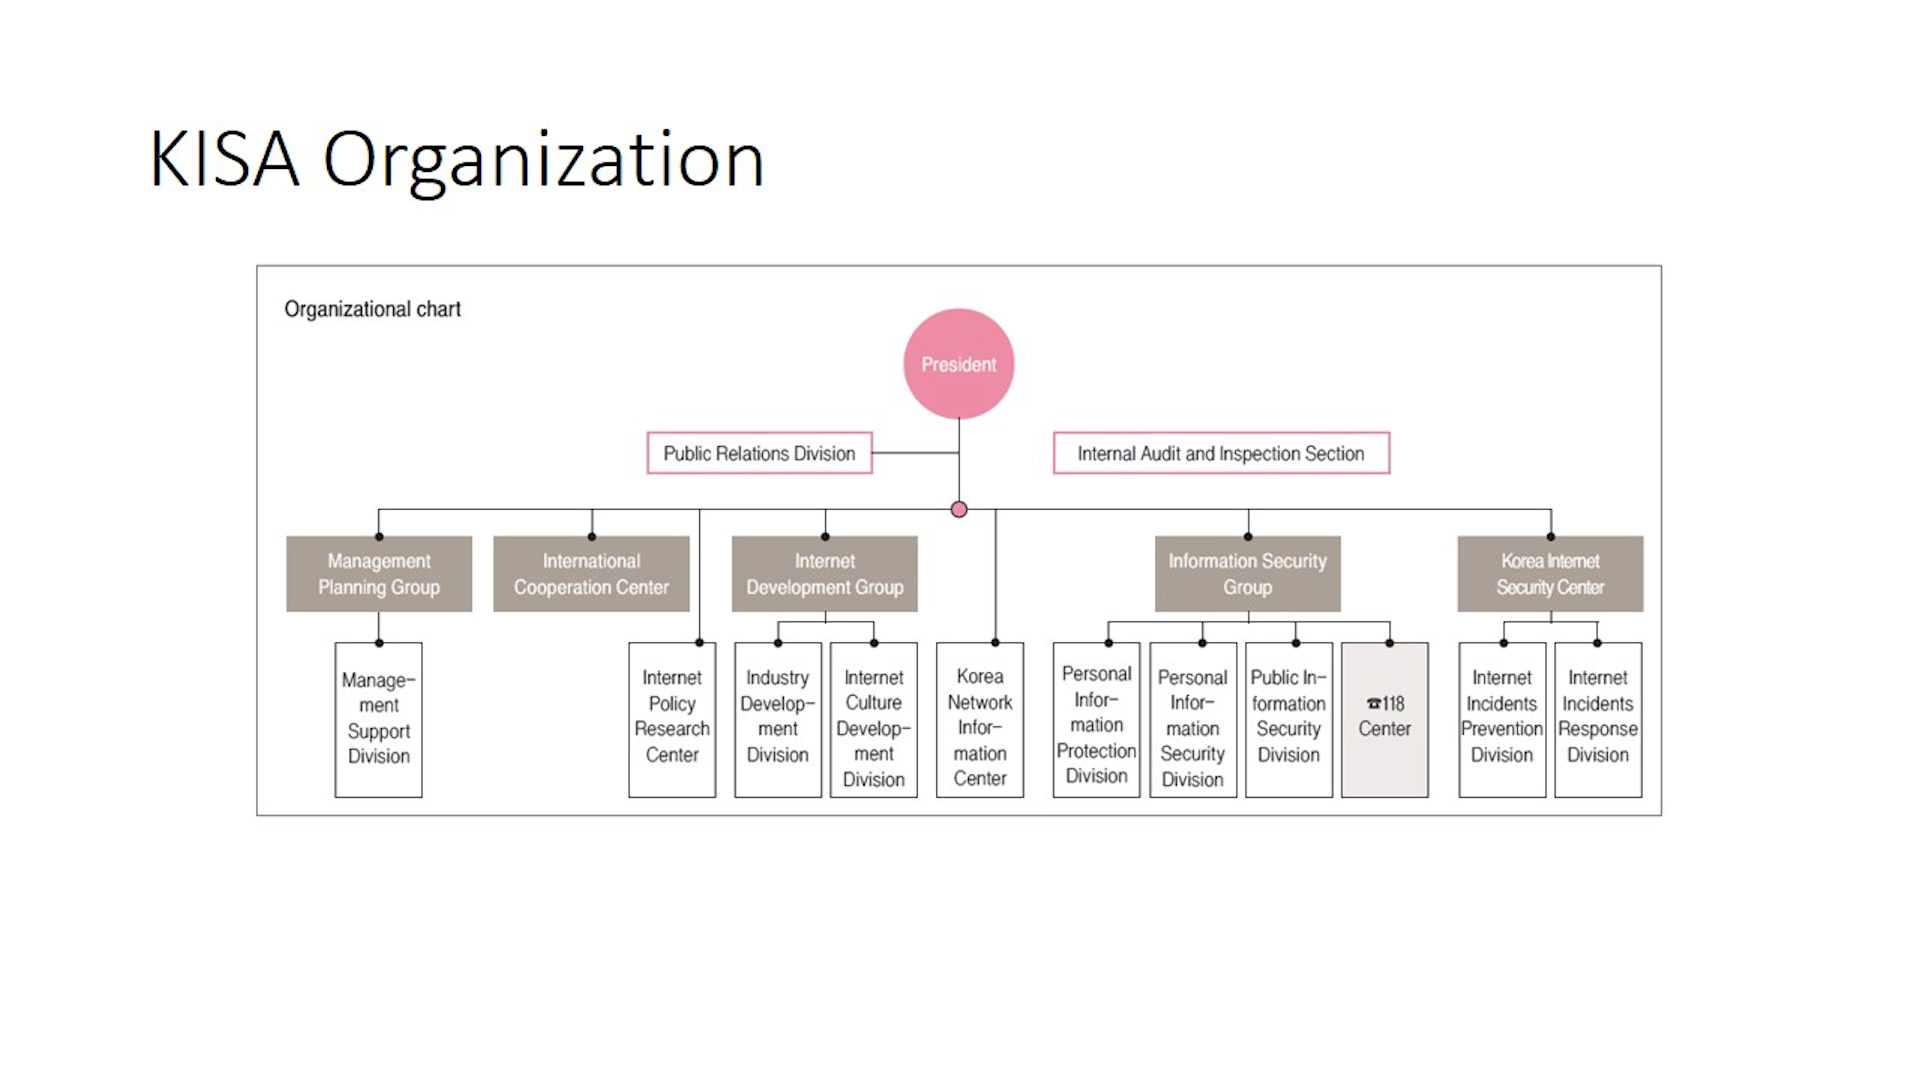 KISA Organization
Organizational chart
President
Public Relations Division
Internal Audit and Inspection Section
Management
Planning Group
International
Cooperation Center
Internet
Development Group
Information Security
Group
Korea Internet
Security Center
Manage-
ment
Support
Division
Internet
Policy
Research
Center
Industry
Develop-
ment
Division
Internet
Culture
Develop-
ment
Division
Korea
Network
Infor-
mation
Center
Personal
Infor-
mation
Protection
Division
Personal
Infor-
mation
Security
Division
Public In-
formation
Security
Division
☎118
Center
Internet
Incidents
Prevention
Division
Internet
Incidents
Response
Division